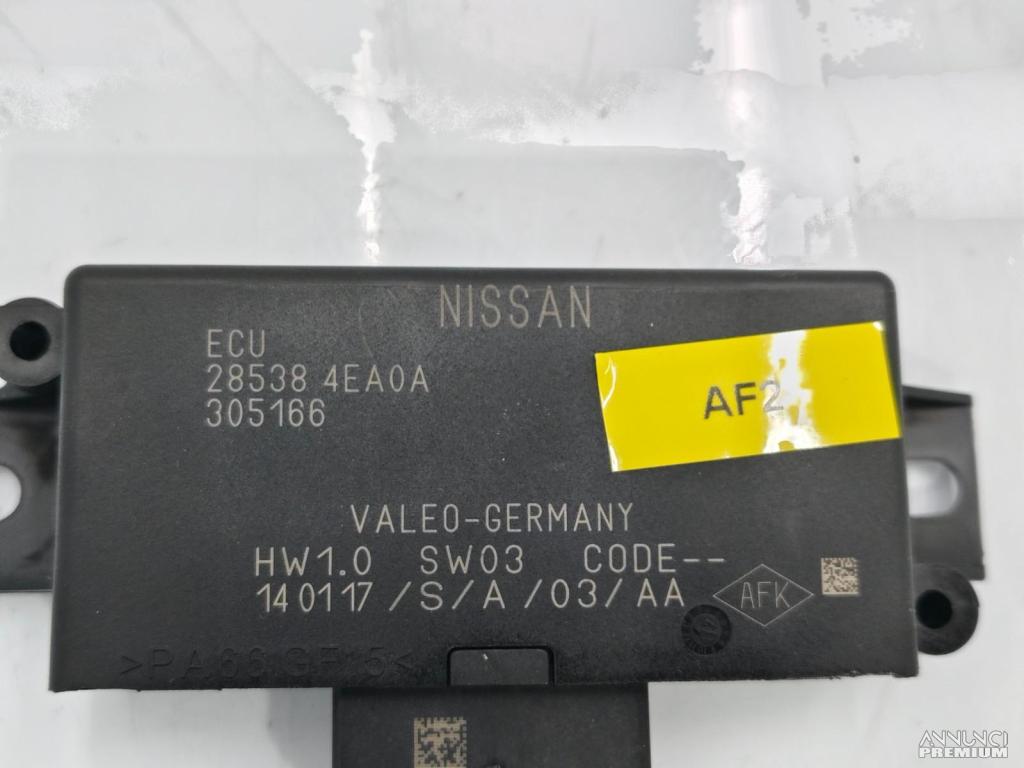 NISSAN
ECU
28538 4EA0A
305166
AF2
VALEO-GERMANY
HW1.0 SW03 CODE--
140117/S/A/03/AA
AFK
>PA66GF15<
ANNUNCI
PREMIUM